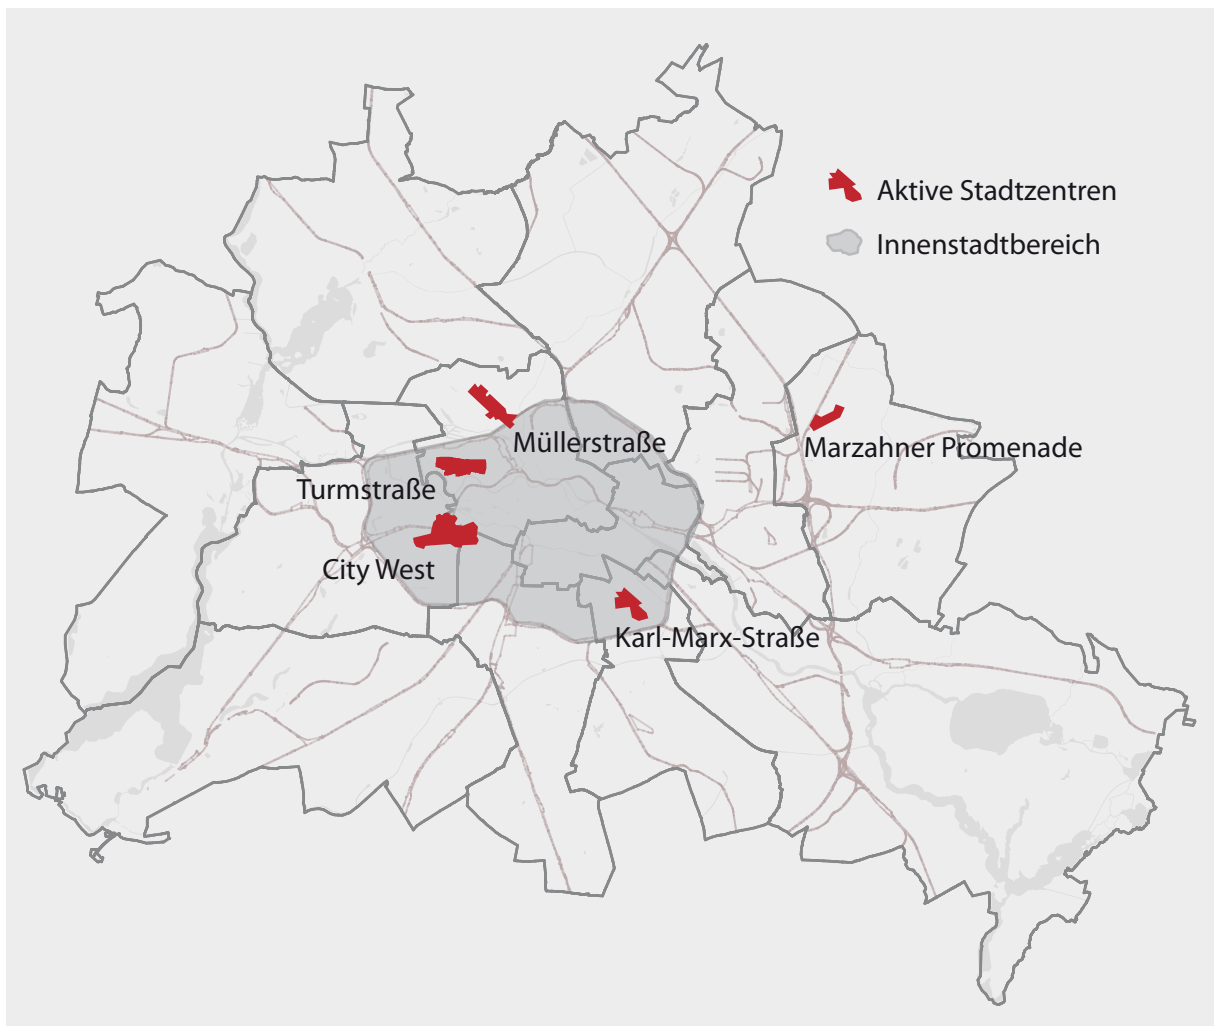 Aktive Stadtzentren
Innenstadtbereich
Müllerstraße
Marzahner Promenade
Turmstraße
City West
Karl-Marx-Straße